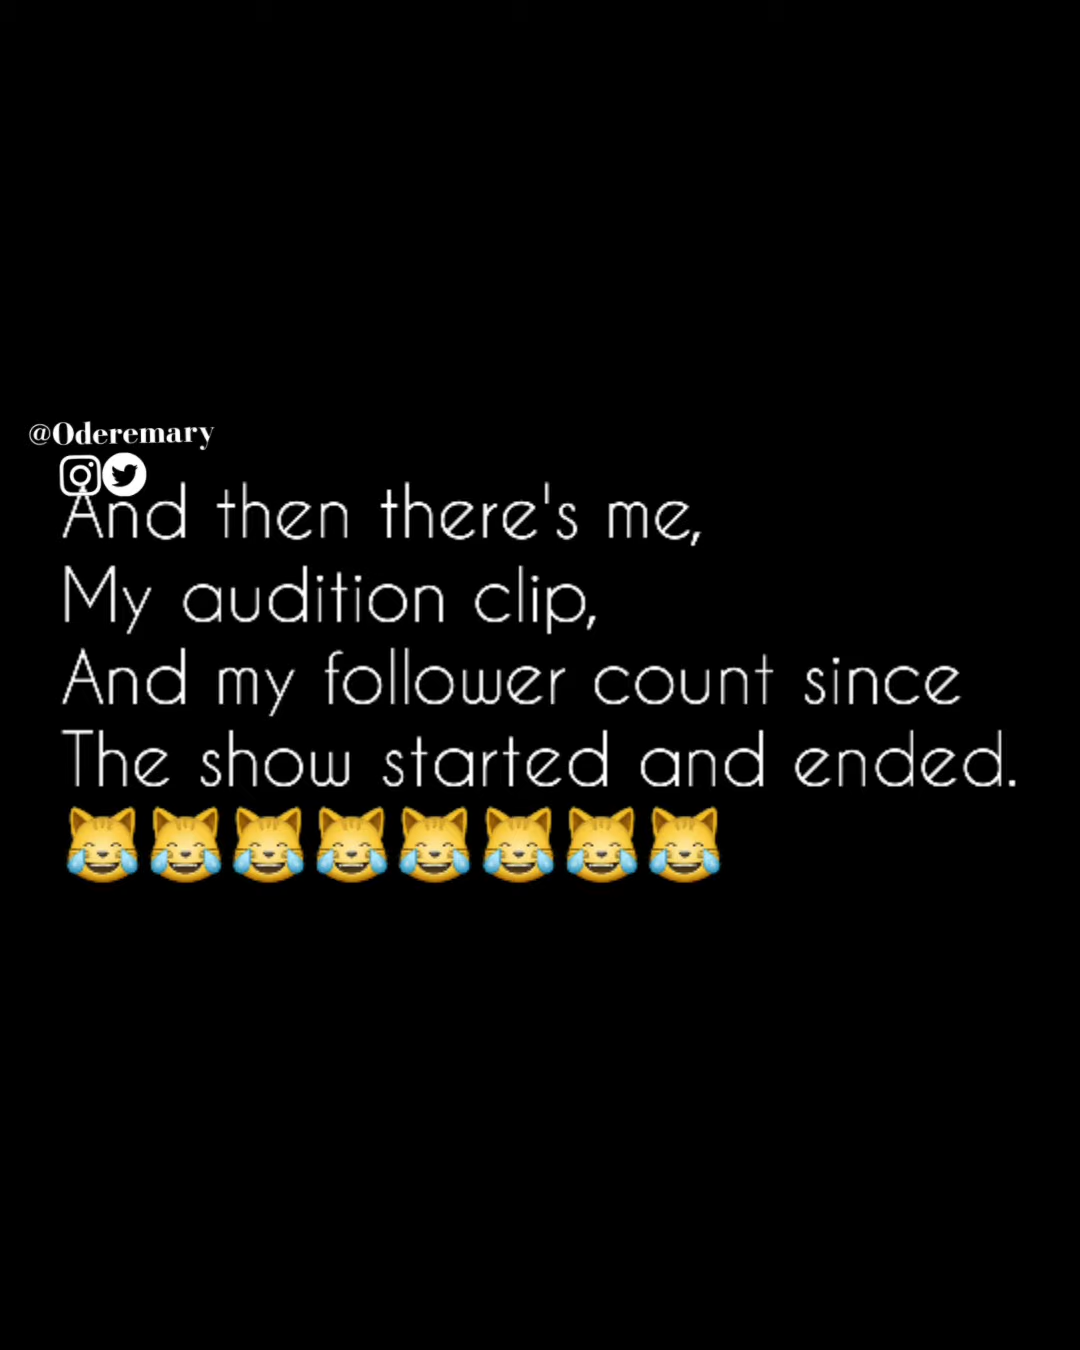 @Oderemary
And then there's me,
My audition clip,
And my follower count since
The show started and ended.
😹😹😹😹😹😹😹😹